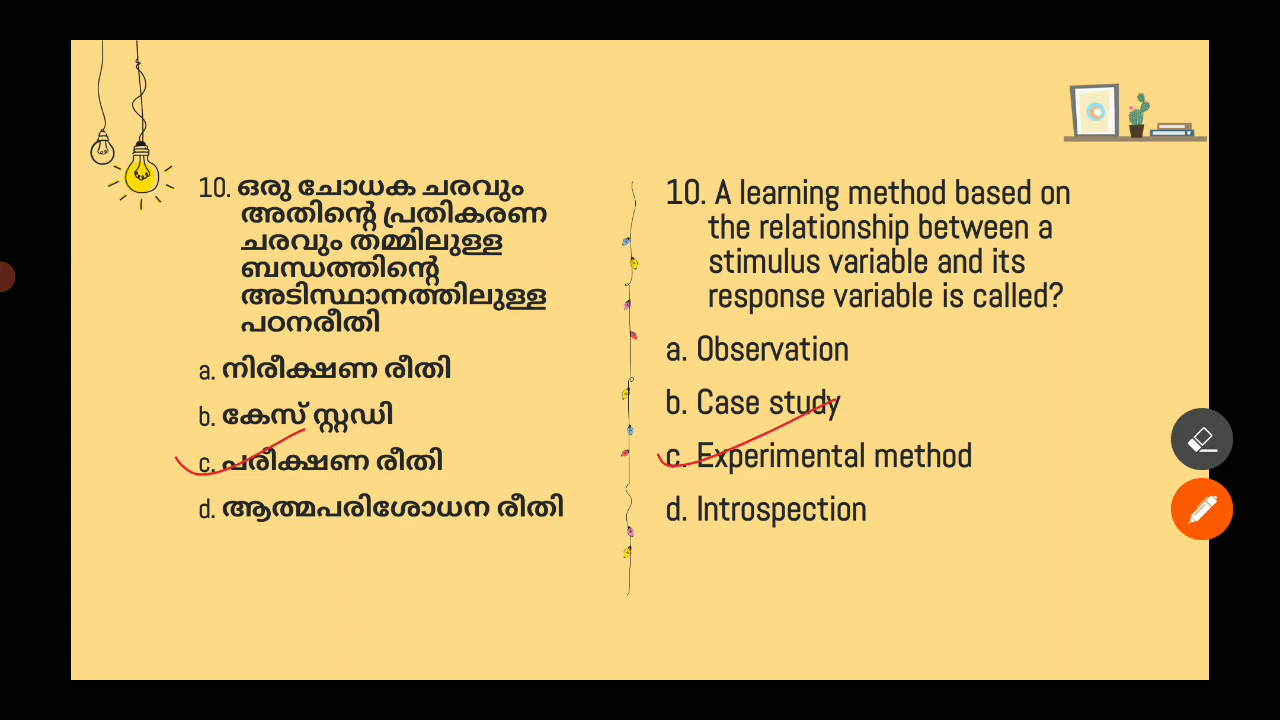 10. ഒരു ചോധക ചരവും
അതിന്റെ പ്രതികരണ
ചരവും തമ്മിലുള്ള
ബന്ധത്തിന്റെ
അടിസ്ഥാനത്തിലുള്ള
പഠനരീതി
a. നിരീക്ഷണ രീതി
b. കേസ് സ്റ്റഡി
c. പരീക്ഷണ രീതി
d. ആത്മപരിശോധന രീതി
10. A learning method based on
the relationship between a
stimulus variable and its
response variable is called?
a. Observation
b. Case study
c. Experimental method
d. Introspection